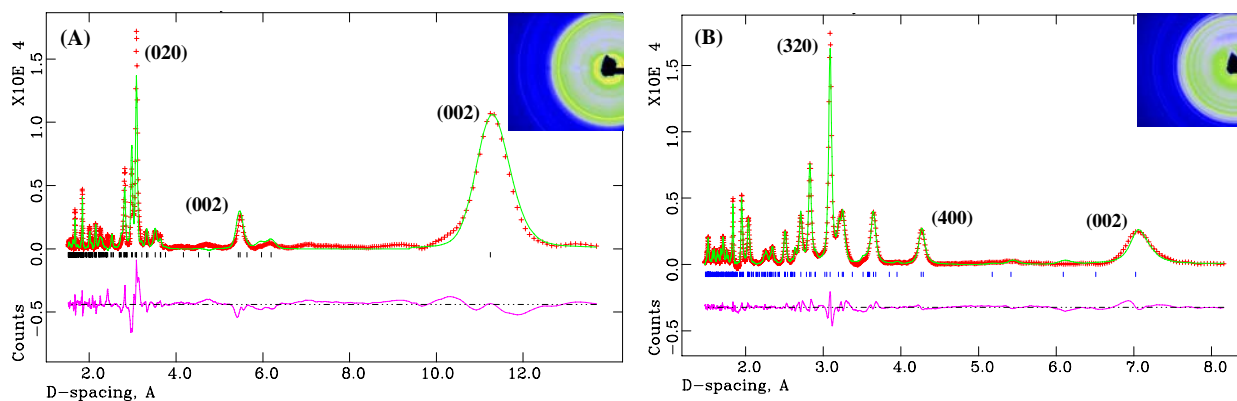 (A)
(020)
(002)
(002)
X10E 4
1.5
1.0
0.5
0.0
-0.5
Counts
2.0 4.0 6.0 8.0 10.0 12.0
D-spacing, A
(B)
(320)
(400)
(002)
X10E 4
1.5
1.0
0.5
0.0
-0.5
Counts
2.0 3.0 4.0 5.0 6.0 7.0 8.0
D-spacing, A